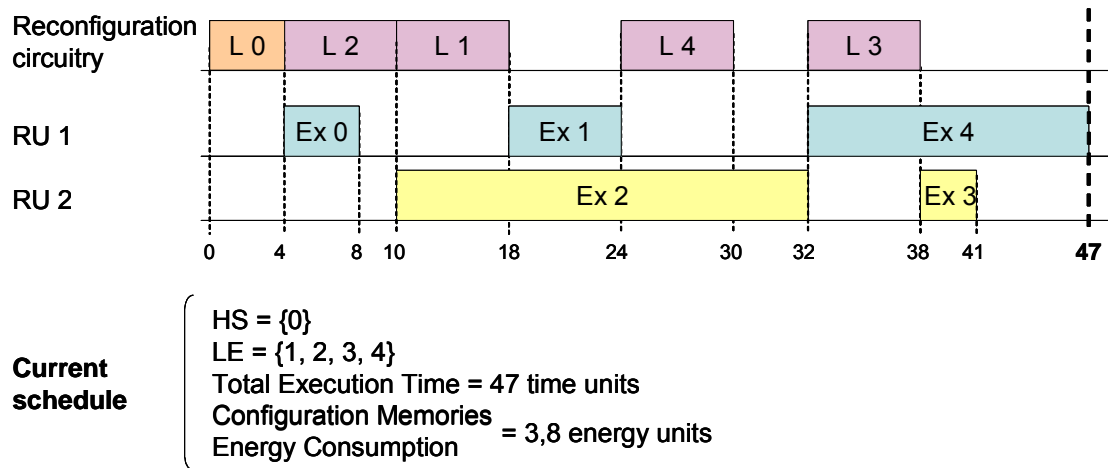 Reconfiguration
circuitry
L 0
L 2
L 1
L 4
L 3
RU 1
Ex 0
Ex 1
Ex 4
RU 2
Ex 2
Ex 3
0
4
8
10
18
24
30
32
38
41
47
Current
schedule
HS = {0}
LE = {1, 2, 3, 4}
Total Execution Time = 47 time units
Configuration Memories
Energy Consumption
= 3,8 energy units